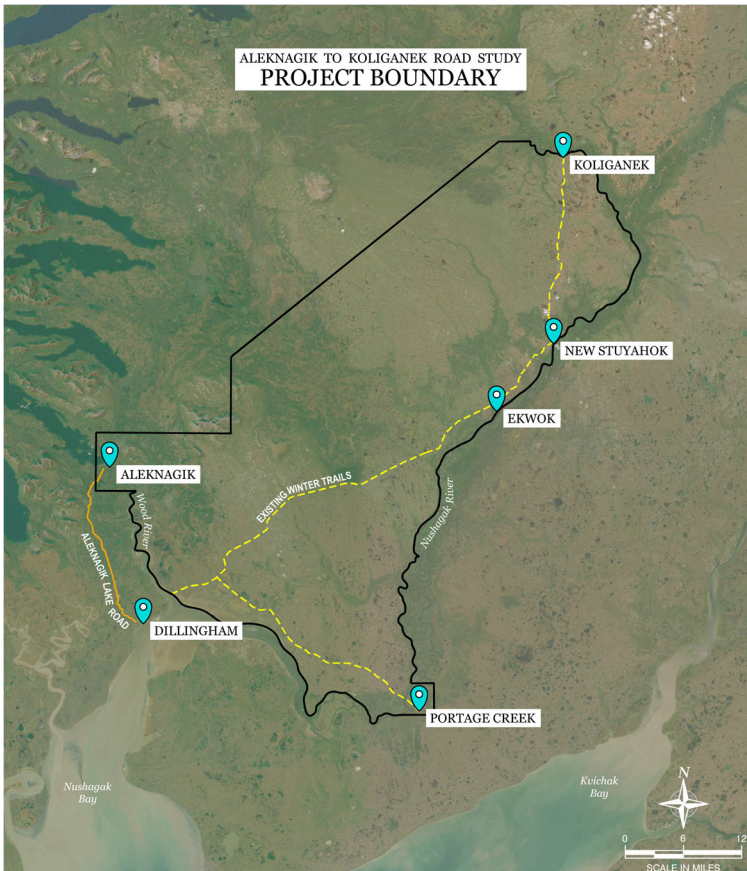 ALEKNAGIK TO KOLIGANEK ROAD STUDY
PROJECT BOUNDARY
KOLIGANEK
NEW STUYAHOK
EKWOK
ALEKNAGIK
EXISTING WINTER TRAILS
Wood River
Nushagak River
ALEKNAGIK LAKE ROAD
DILLINGHAM
PORTAGE CREEK
Nushagak
Bay
Kvichak
Bay
N
0 6 12
SCALE IN MILES